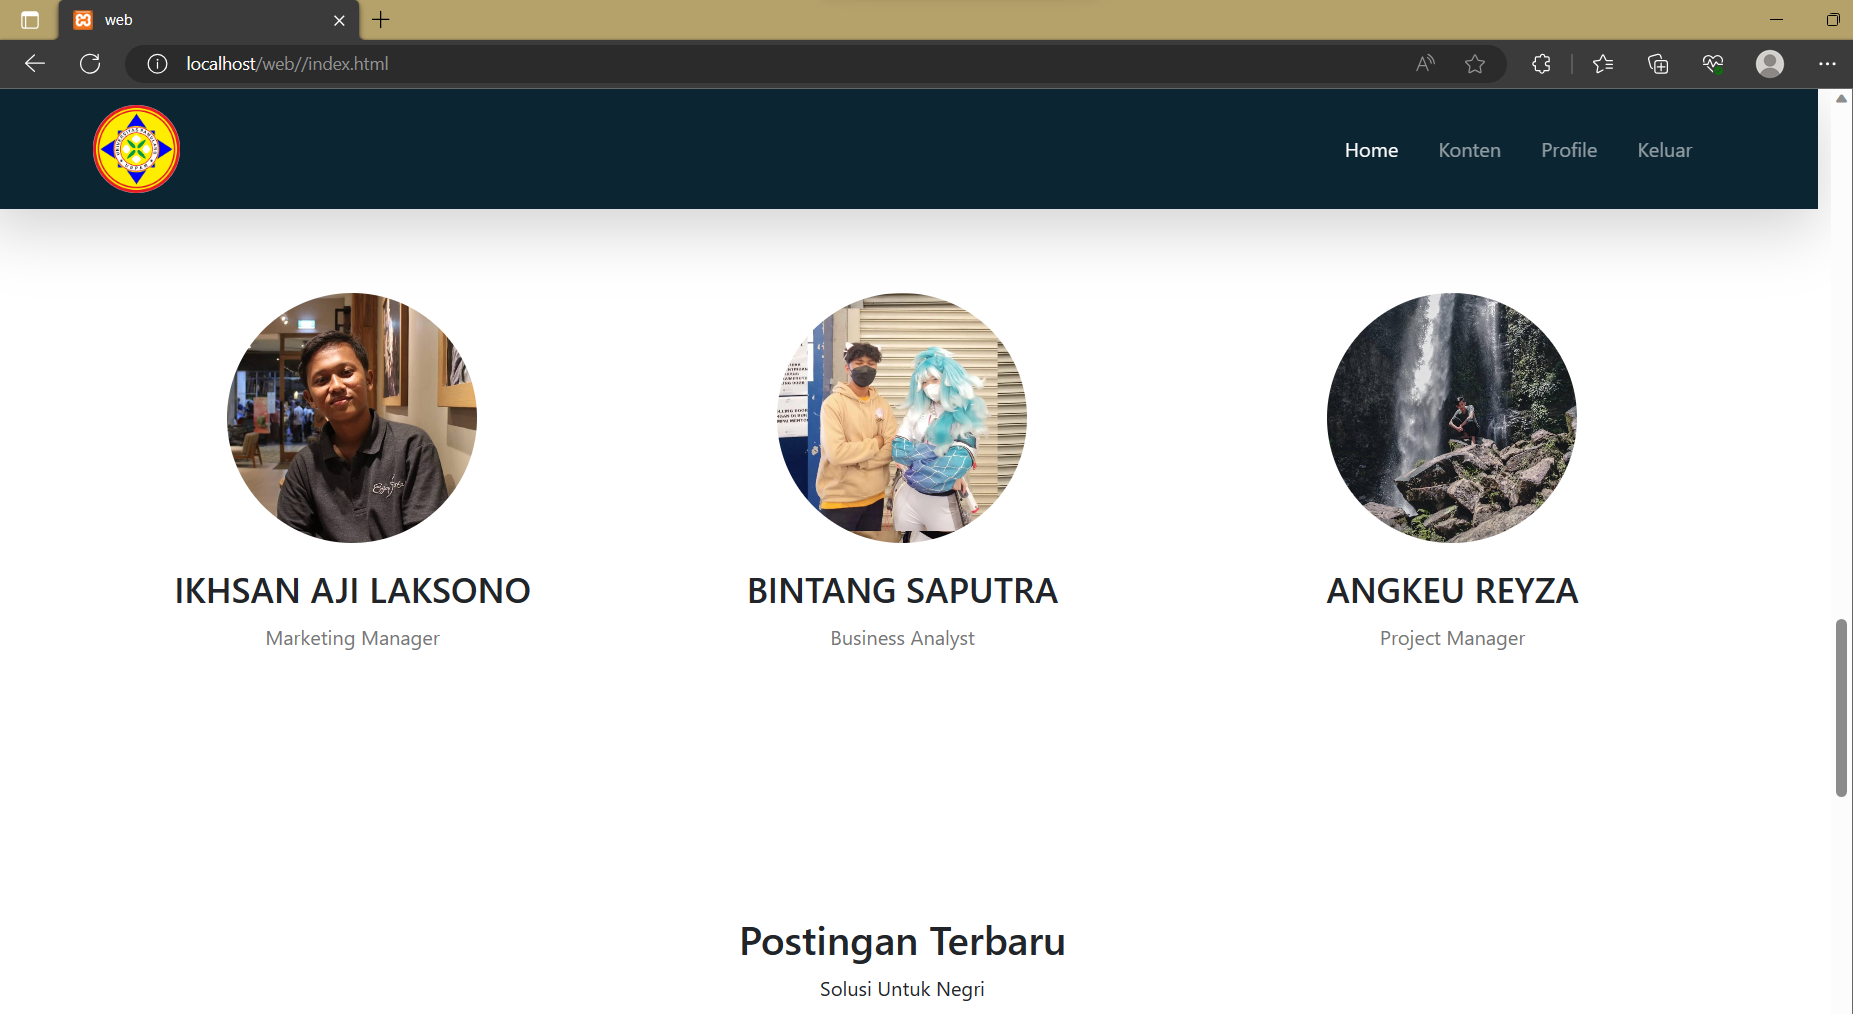 web
localhost/web//index.html
Home Konten Profile Keluar
IKHSAN AJI LAKSONO
Marketing Manager
BINTANG SAPUTRA
Business Analyst
ANGKEU REYZA
Project Manager
Postingan Terbaru
Solusi Untuk Negri